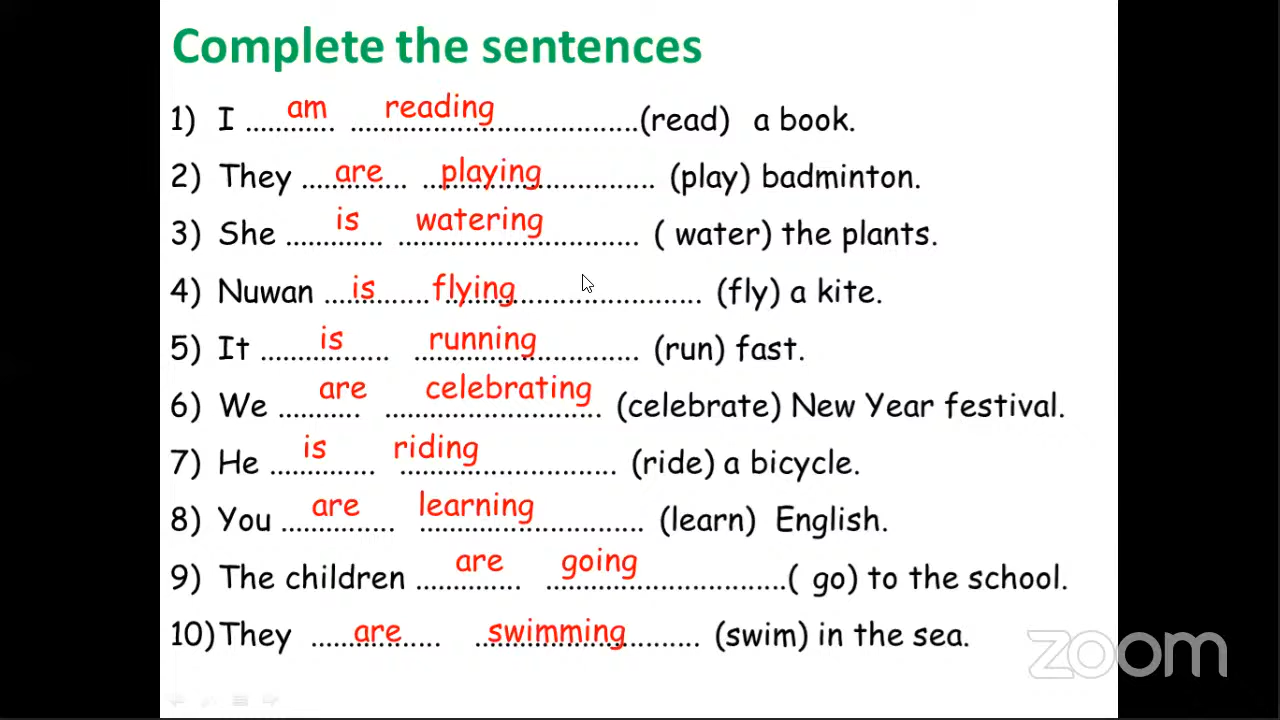 Complete the sentences
1) I ............ am ................................ reading (read) a book.
2) They .............. are .............................. playing (play) badminton.
3) She ............. is ............................... watering ( water) the plants.
4) Nuwan .............. is ................................. flying (fly) a kite.
5) It ................. is ............................. running (run) fast.
6) We ........... are ............................ celebrating (celebrate) New Year festival.
7) He .............. is ............................ riding (ride) a bicycle.
8) You ............... are ............................. learning (learn) English.
9) The children .............. are ............................... going ( go) to the school.
10) They ................. are ............................. swimming (swim) in the sea.
zoom